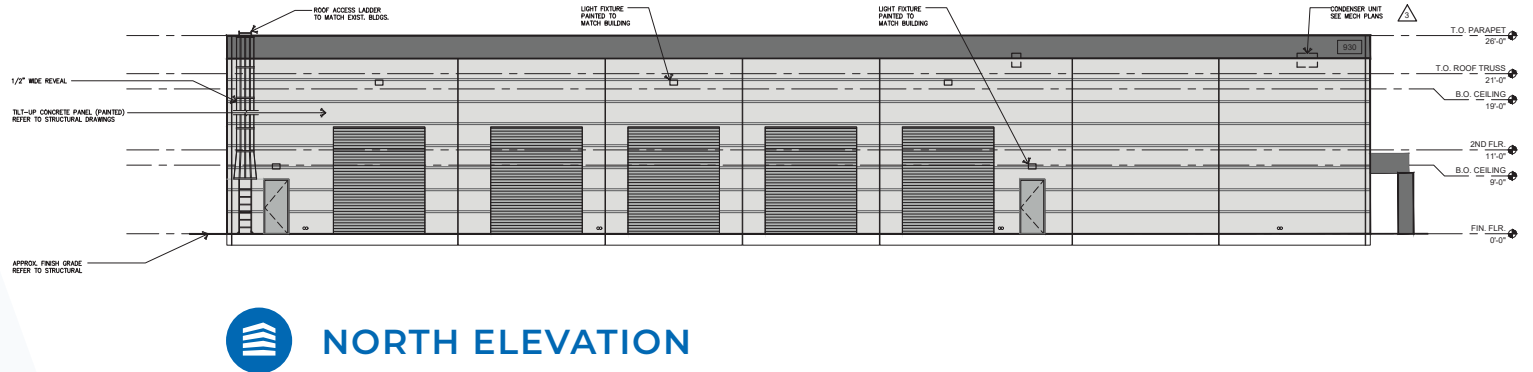 ROOF ACCESS LADDER
TO MATCH EXIST. BLDGS.
LIGHT FIXTURE
PAINTED TO
MATCH BUILDING
LIGHT FIXTURE
PAINTED TO
MATCH BUILDING
CONDENSER UNIT
SEE MECH PLANS
3
T.O. PARAPET
26'-0"
930
1/2" WIDE REVEAL
T.O. ROOF TRUSS
21'-0"
B.O. CEILING
19'-0"
TILT-UP CONCRETE PANEL (PAINTED)
REFER TO STRUCTURAL DRAWINGS
2ND FLR.
11'-0"
B.O. CEILING
9'-0"
FIN. FLR.
0'-0"
APPROX. FINISH GRADE
REFER TO STRUCTURAL
NORTH ELEVATION